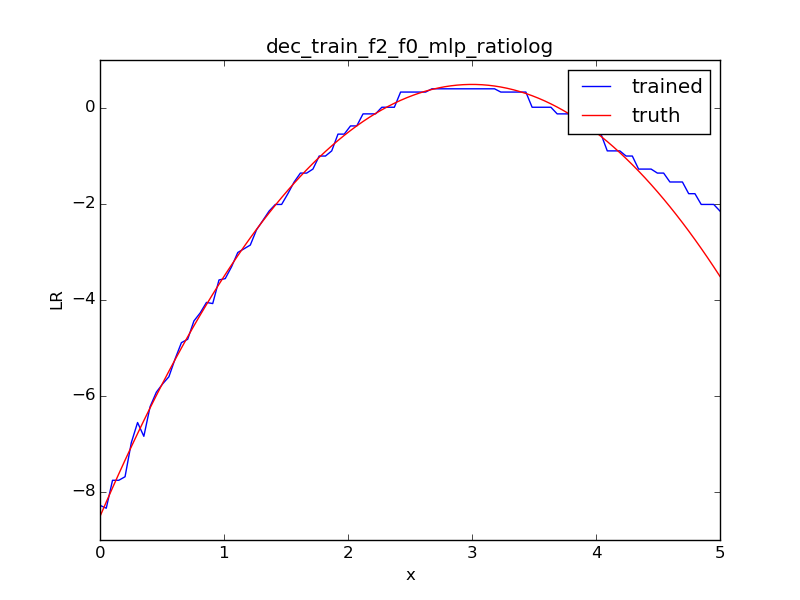 dec_train_f2_f0_mlp_ratiolog
trained
truth
0
−2
−4
−6
−8
LR
0 1 2 3 4 5
x